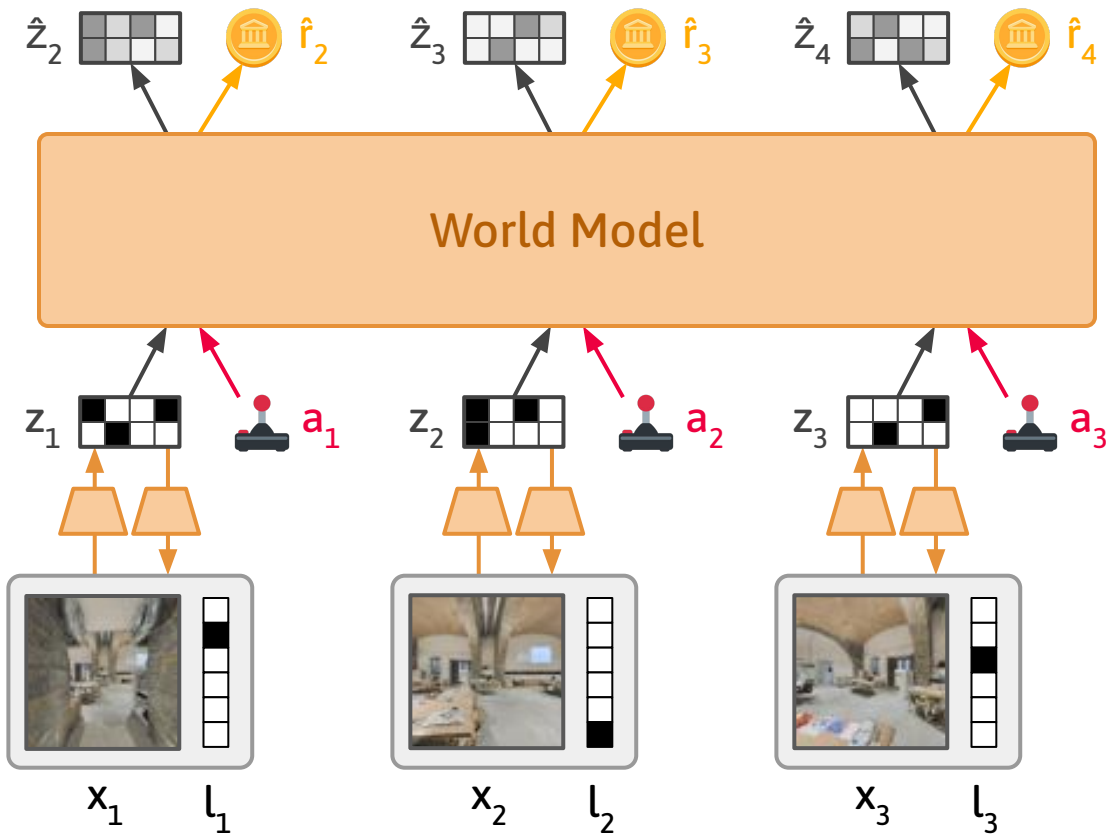 ẑ₂ r̂₂ ẑ₃ r̂₃ ẑ₄ r̂₄
World Model
z₁ a₁ z₂ a₂ z₃ a₃
x₁ l₁ x₂ l₂ x₃ l₃